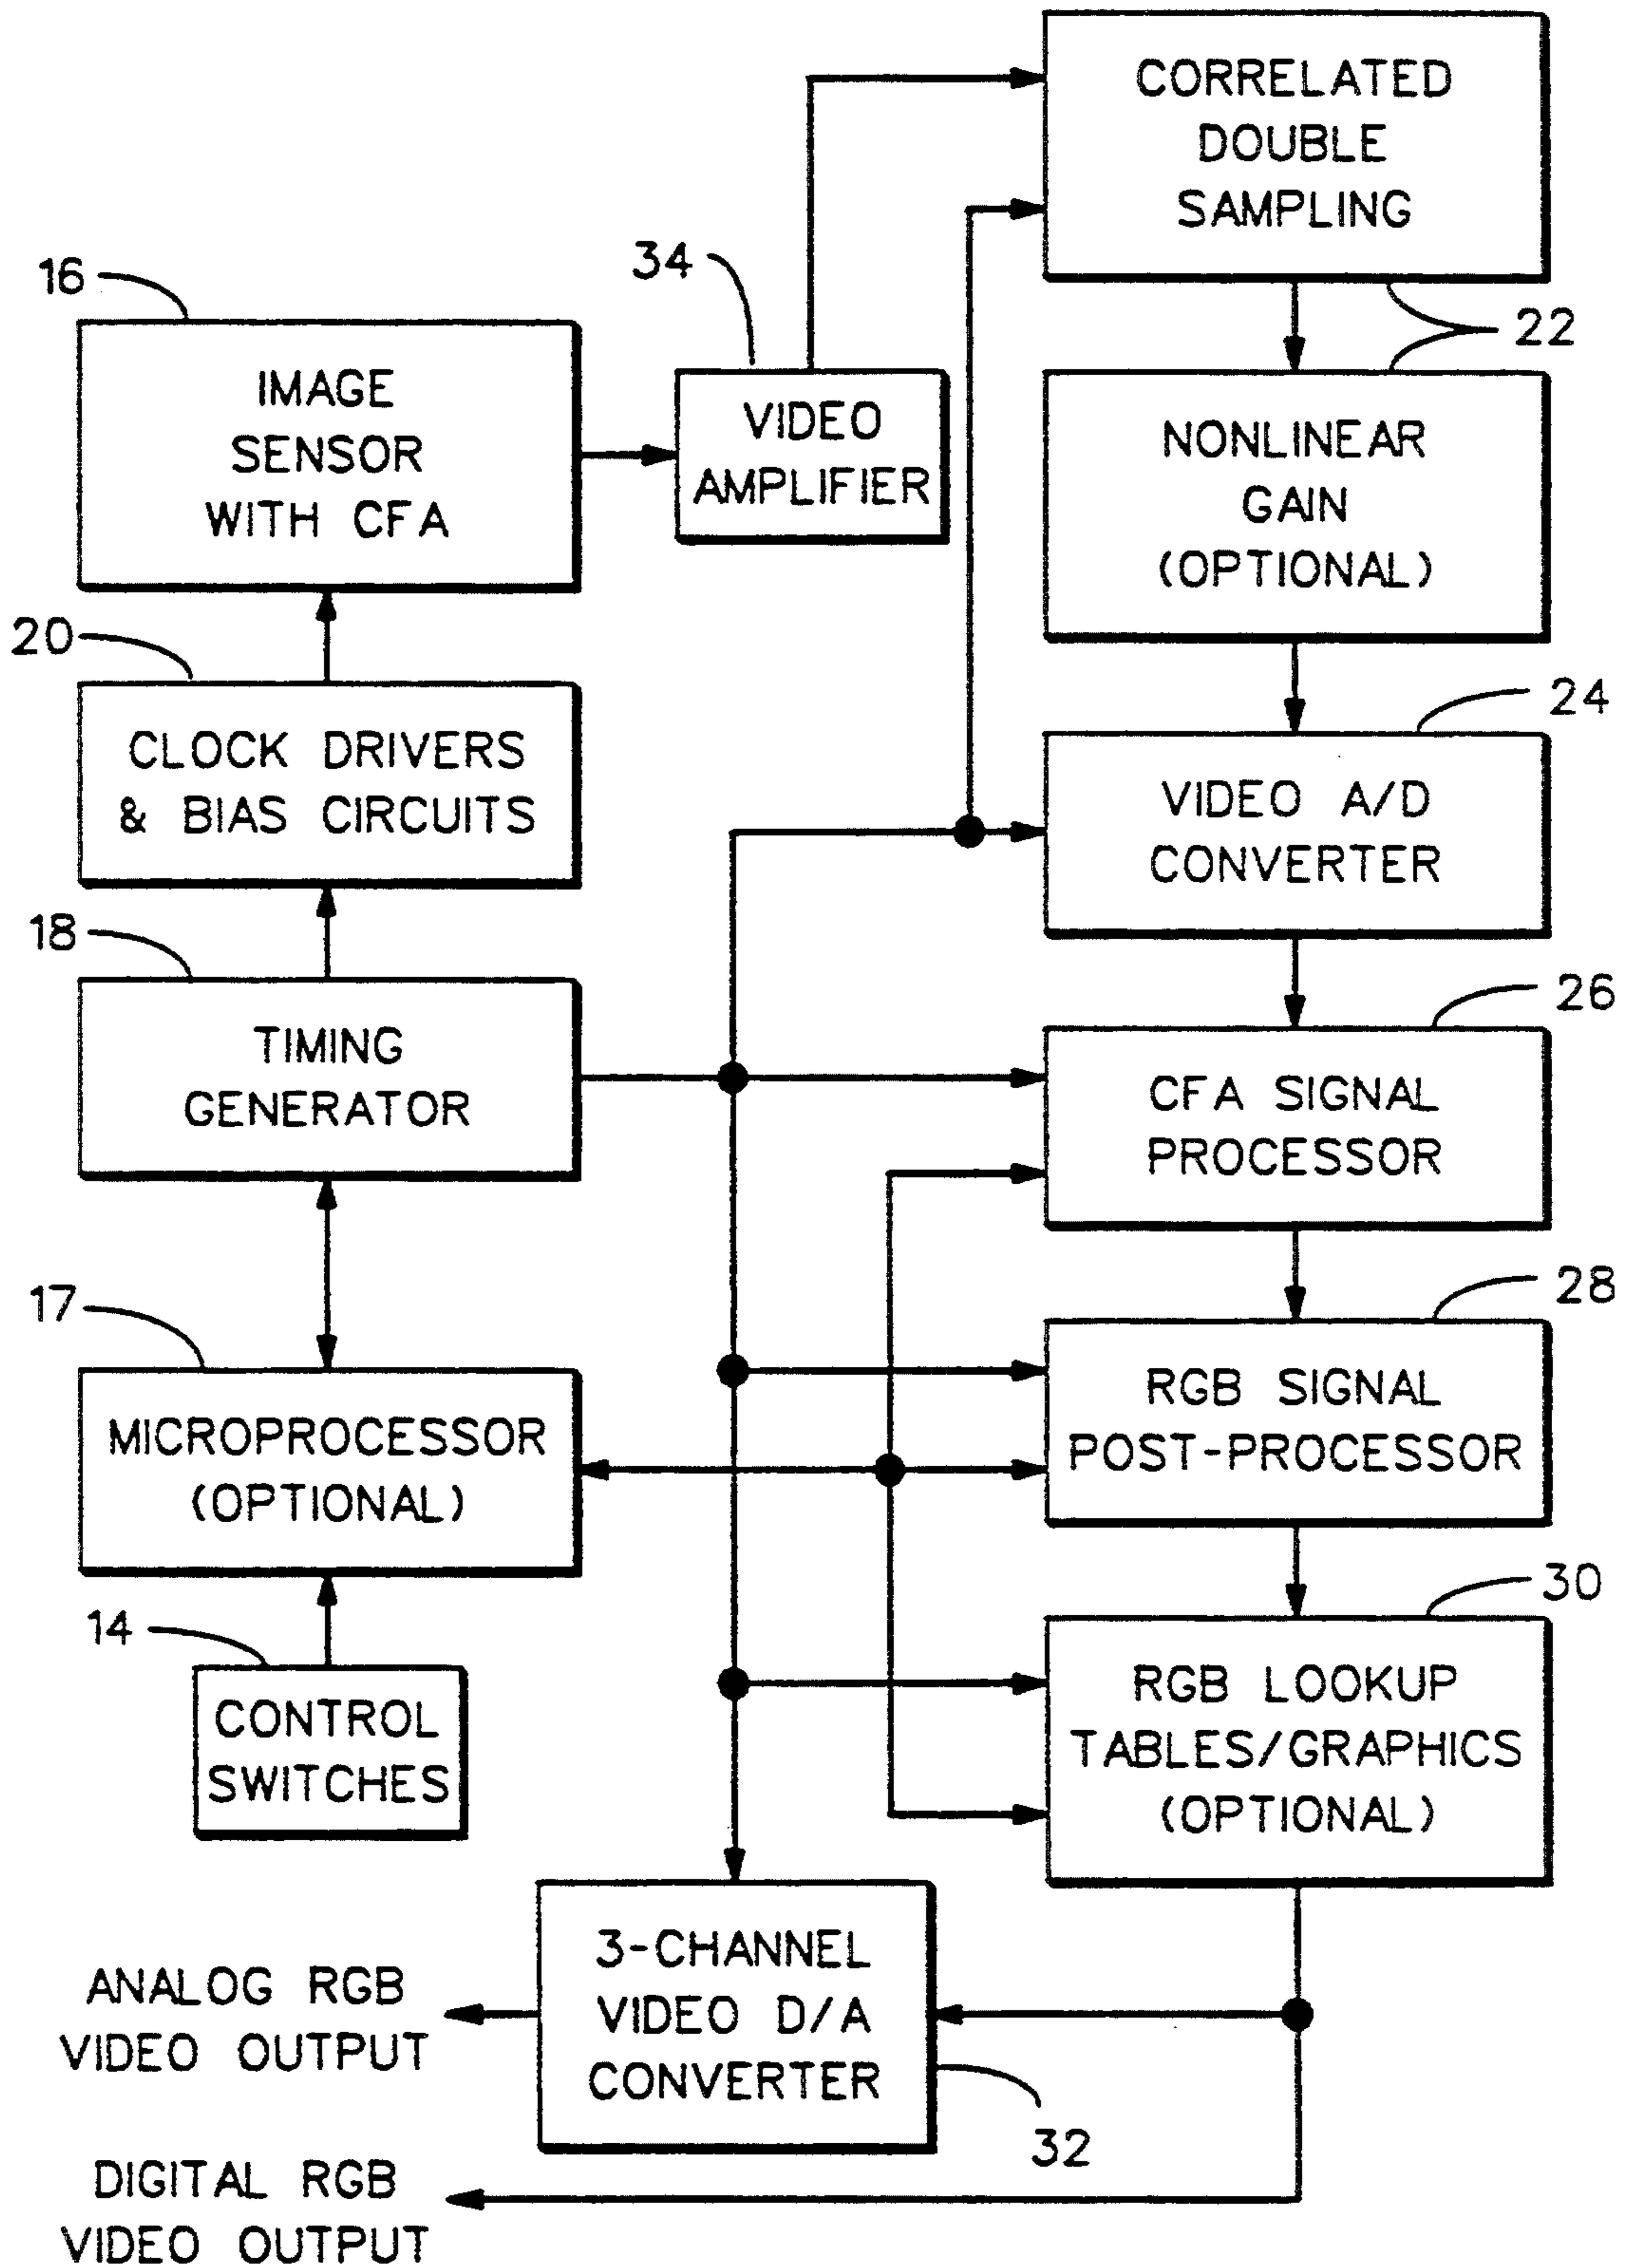 CORRELATED
DOUBLE
SAMPLING
34
16
22
IMAGE
SENSOR
WITH CFA
VIDEO
AMPLIFIER
NONLINEAR
GAIN
(OPTIONAL)
20
24
CLOCK DRIVERS
& BIAS CIRCUITS
VIDEO A/D
CONVERTER
18
26
TIMING
GENERATOR
CFA SIGNAL
PROCESSOR
17
28
MICROPROCESSOR
(OPTIONAL)
RGB SIGNAL
POST-PROCESSOR
14
30
CONTROL
SWITCHES
RGB LOOKUP
TABLES/GRAPHICS
(OPTIONAL)
3-CHANNEL
VIDEO D/A
CONVERTER
ANALOG RGB
VIDEO OUTPUT
32
DIGITAL RGB
VIDEO OUTPUT